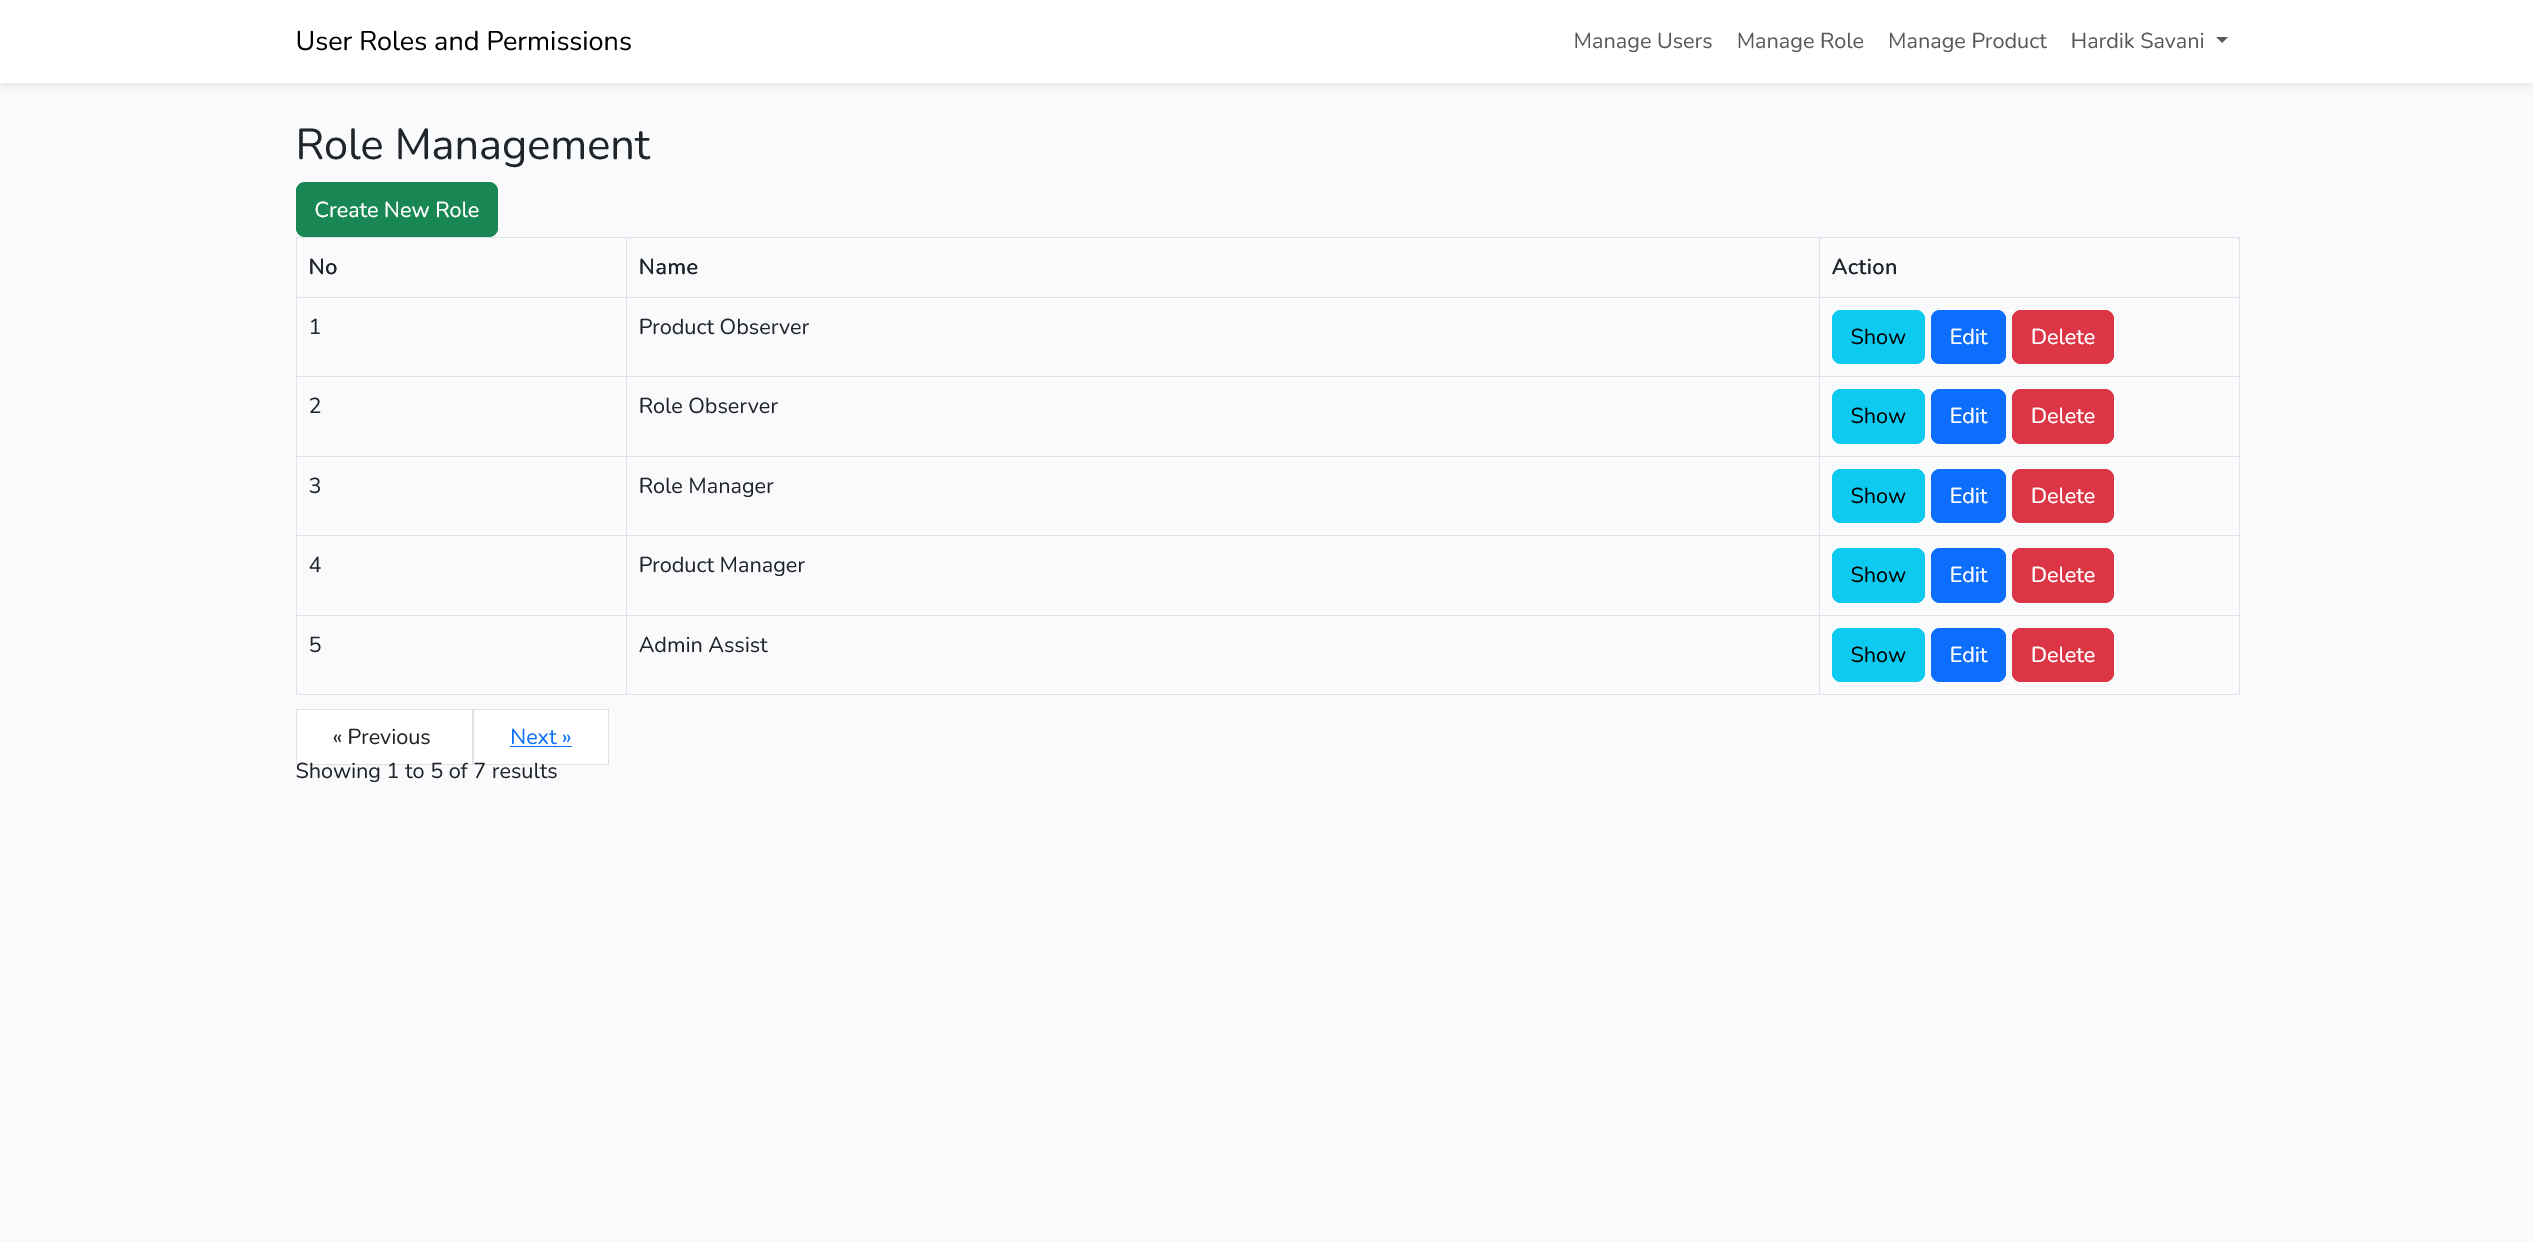 User Roles and Permissions Manage Users Manage Role Manage Product Hardik Savani
Role Management
Create New Role
No Name Action
1 Product Observer Show Edit Delete
2 Role Observer Show Edit Delete
3 Role Manager Show Edit Delete
4 Product Manager Show Edit Delete
5 Admin Assist Show Edit Delete
« Previous Next »
Showing 1 to 5 of 7 results